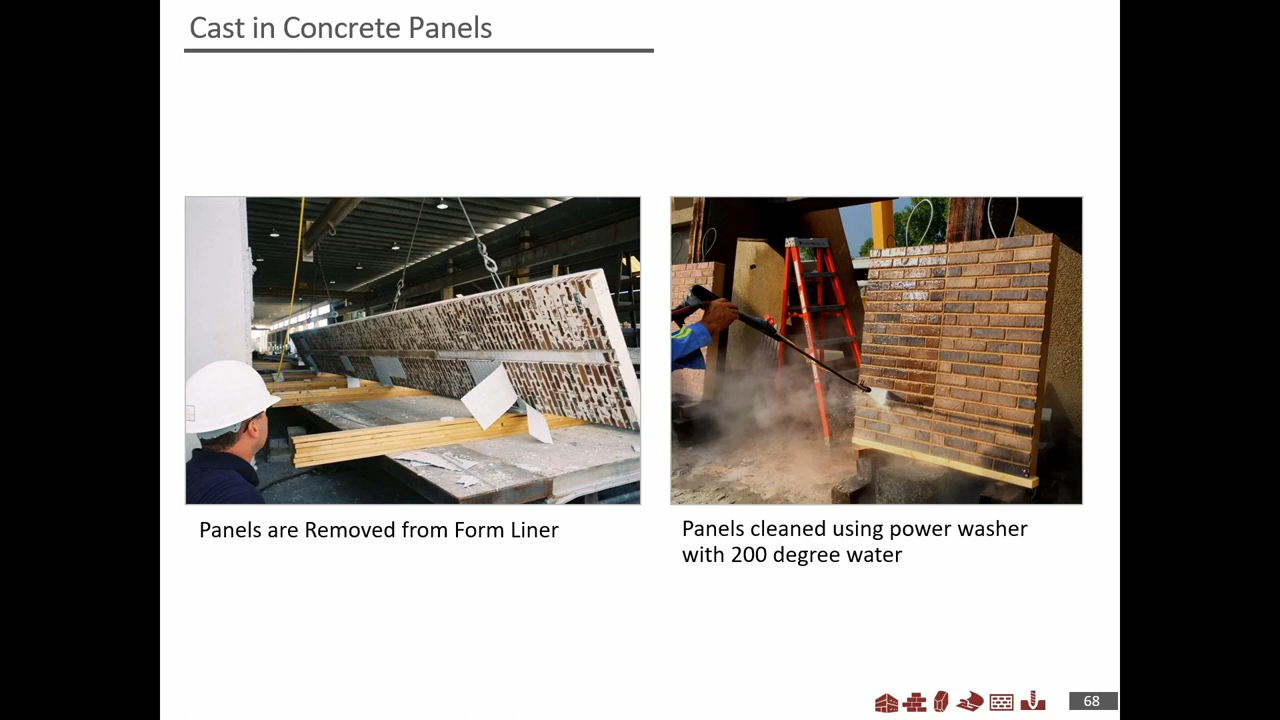 Cast in Concrete Panels
Panels are Removed from Form Liner
Panels cleaned using power washer
with 200 degree water
68